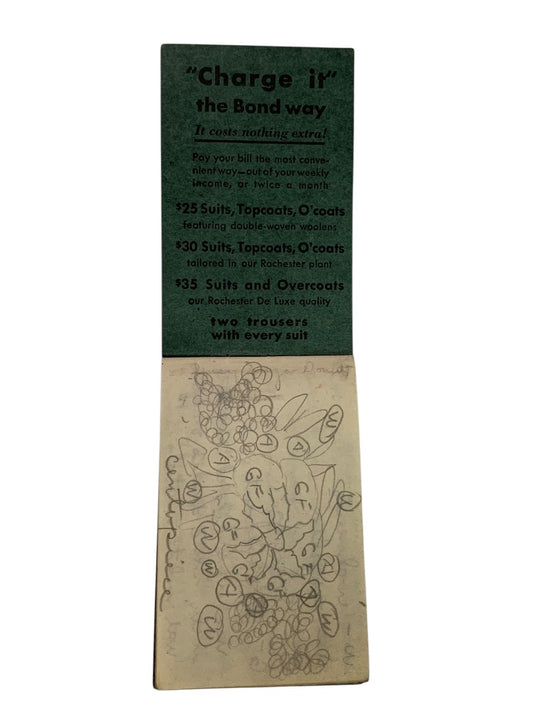 "Charge it"
the Bond way
It costs nothing extra!
Pay your bill the most conve-
nient way—out of your weekly
income, or twice a month
$25 Suits, Topcoats, O'coats
featuring double-woven woolens
$30 Suits, Topcoats, O'coats
tailored in our Rochester plant
$35 Suits and Overcoats
our Rochester De Luxe quality
two trousers
with every suit
W
A
A
A
G
G
W
W
G
G
W
G
A
W
A
G
A
W
W
centerpiece